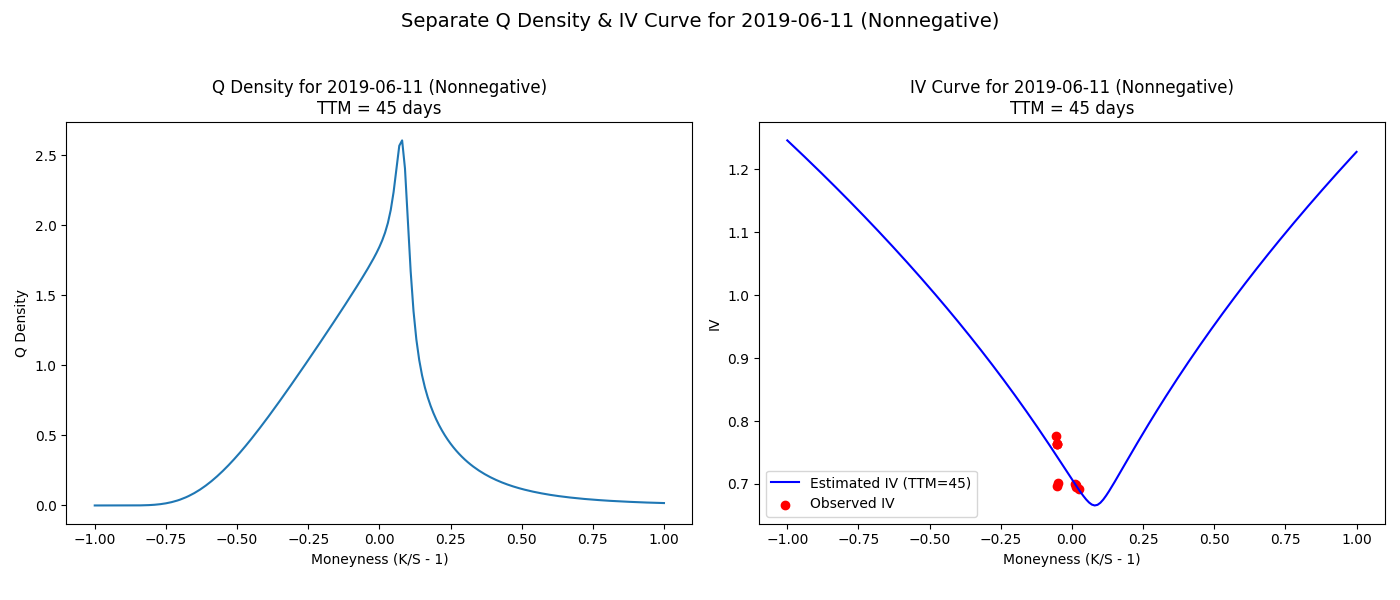 Separate Q Density & IV Curve for 2019-06-11 (Nonnegative)
Q Density for 2019-06-11 (Nonnegative)
TTM = 45 days
Q Density
2.5
2.0
1.5
1.0
0.5
0.0
−1.00 −0.75 −0.50 −0.25 0.00 0.25 0.50 0.75 1.00
Moneyness (K/S - 1)
IV Curve for 2019-06-11 (Nonnegative)
TTM = 45 days
IV
1.2
1.1
1.0
0.9
0.8
0.7
Estimated IV (TTM=45)
Observed IV
−1.00 −0.75 −0.50 −0.25 0.00 0.25 0.50 0.75 1.00
Moneyness (K/S - 1)